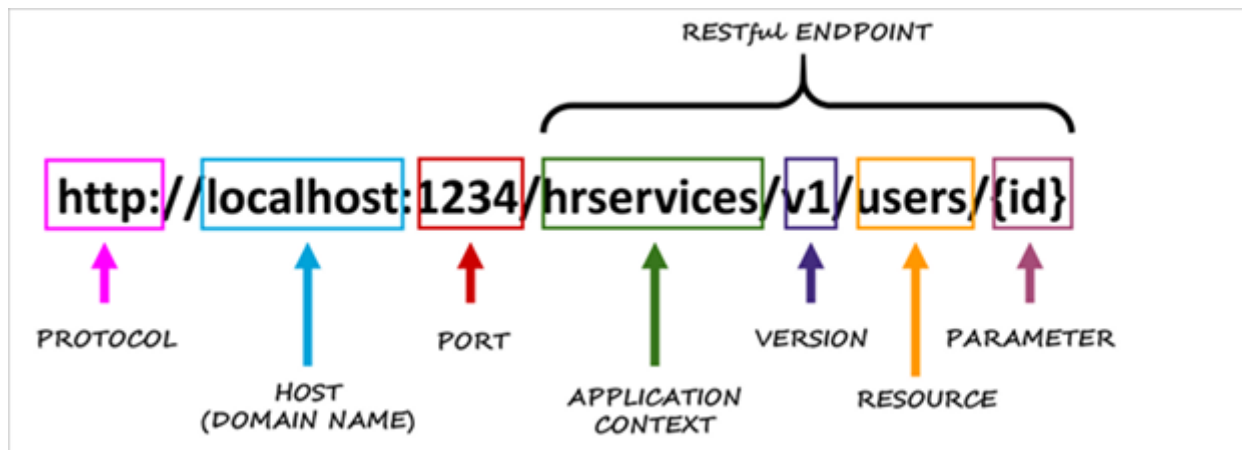 RESTful ENDPOINT
http://localhost:1234/hrservices/v1/users/{id}
PROTOCOL
HOST
(DOMAIN NAME)
PORT
APPLICATION
CONTEXT
VERSION
RESOURCE
PARAMETER